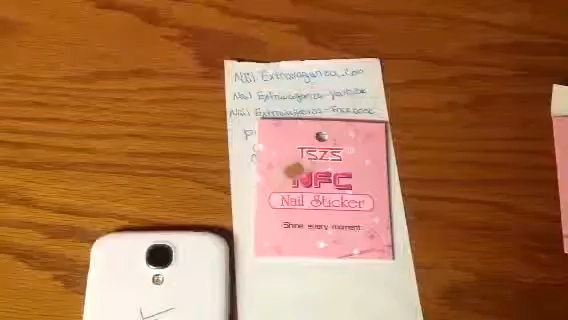 Nail Extravaganza.com
Nail Extravaganza-youtube
Nail Extravaganza-Facebook
TSZS
NFC
Nail Sticker
Shine every moment